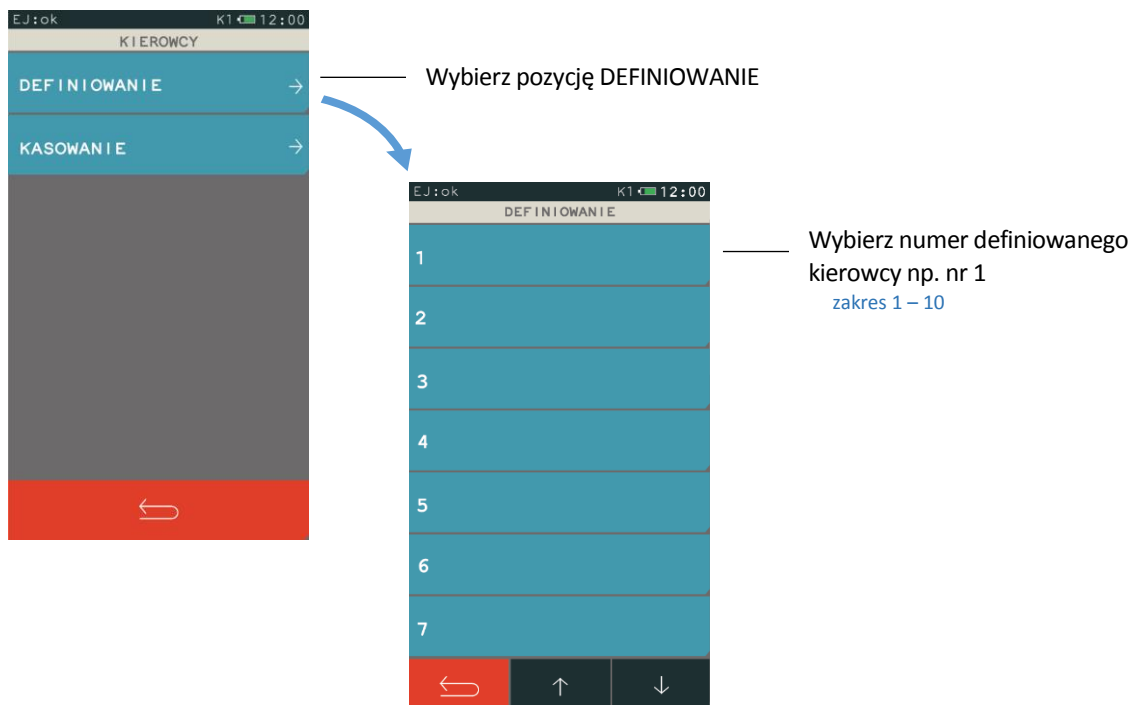 EJ:ok K1 12:00
KIEROWCY
DEFINIOWANIE →
KASOWANIE →
Wybierz pozycję DEFINIOWANIE
EJ:ok K1 12:00
DEFINIOWANIE
1
2
3
4
5
6
7
Wybierz numer definiowanego
kierowcy np. nr 1
zakres 1 – 10